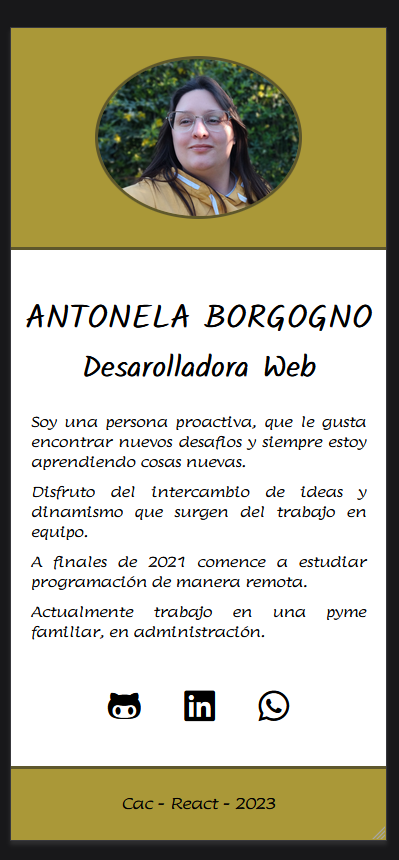 ANTONELA BORGOGNO
Desarolladora Web
Soy una persona proactiva, que le gusta
encontrar nuevos desafios y siempre estoy
aprendiendo cosas nuevas.
Disfruto del intercambio de ideas y
dinamismo que surgen del trabajo en
equipo.
A finales de 2021 comence a estudiar
programación de manera remota.
Actualmente trabajo en una pyme
familiar, en administración.
in
Cac - React - 2023